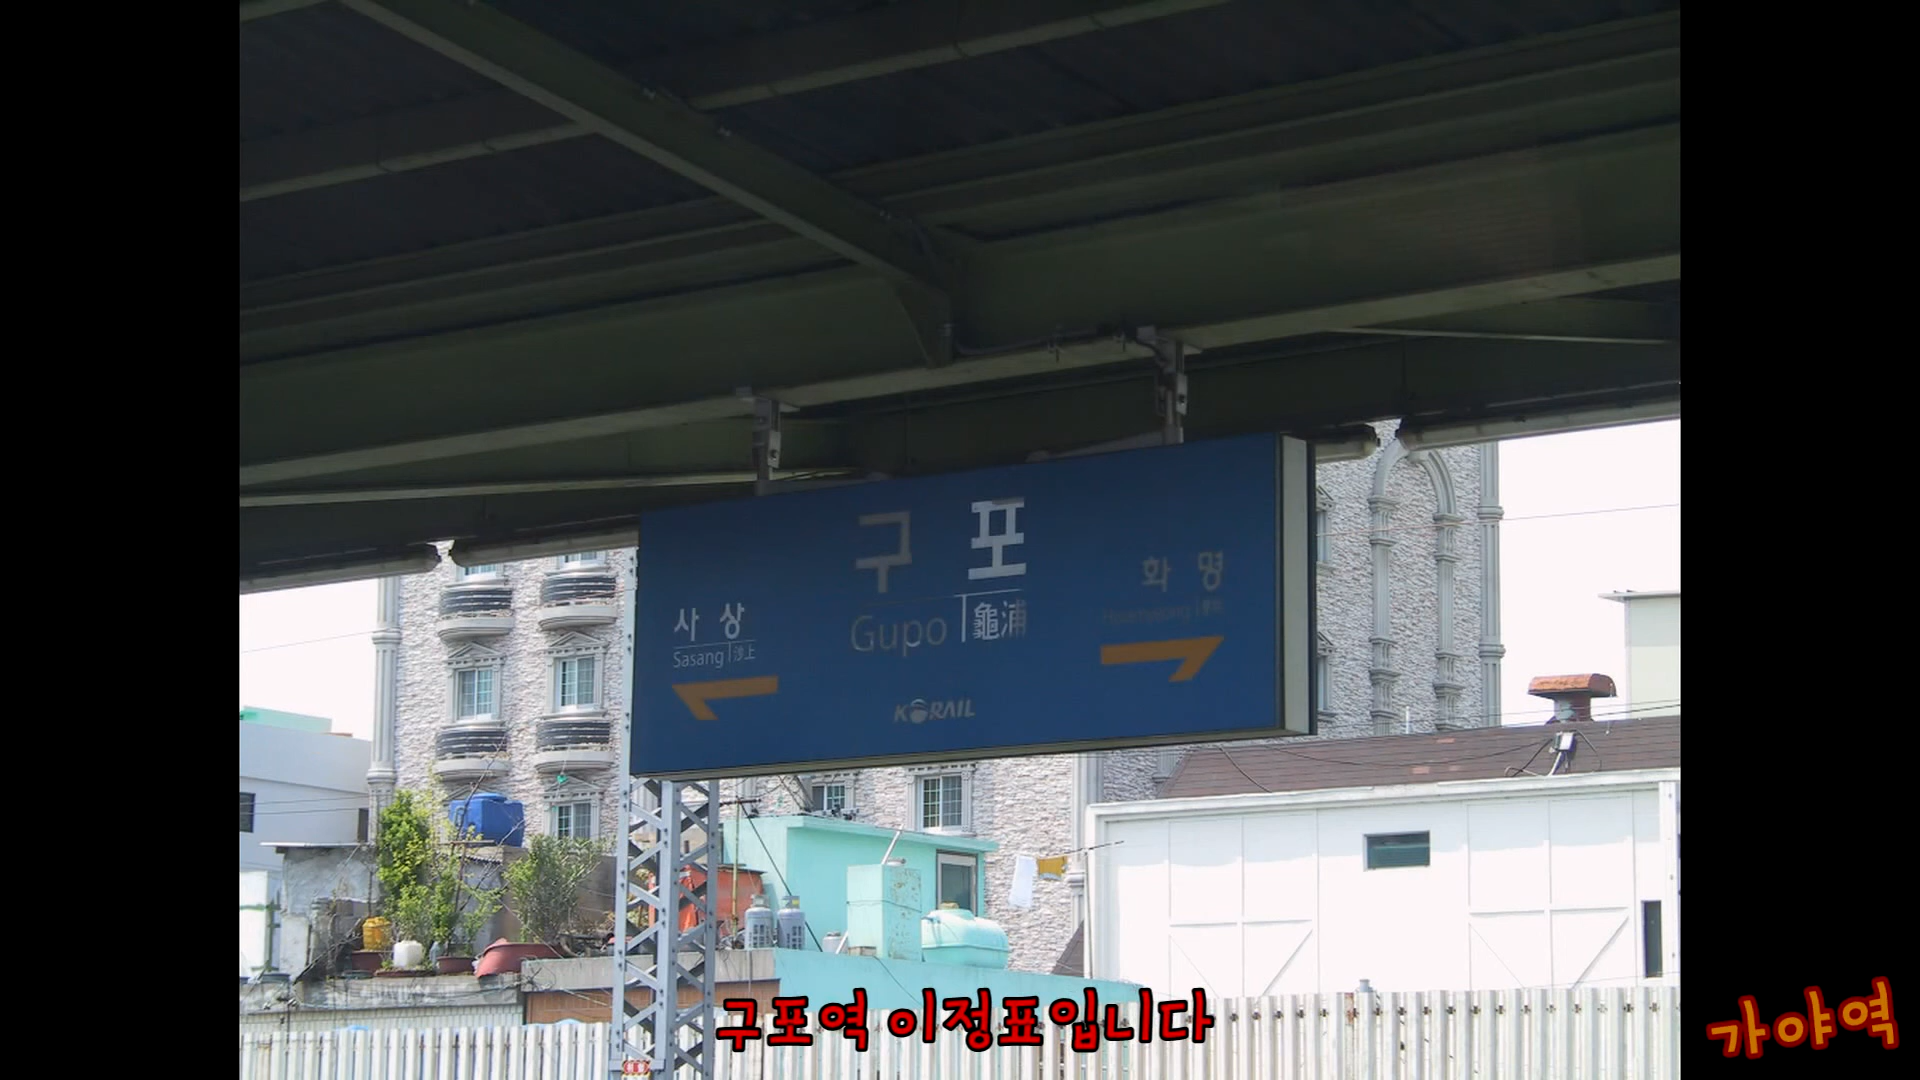 구 포
Gupo 龜浦
사 상
Sasang 沙上
화 명
KORAIL
구포역 이정표입니다
가야역